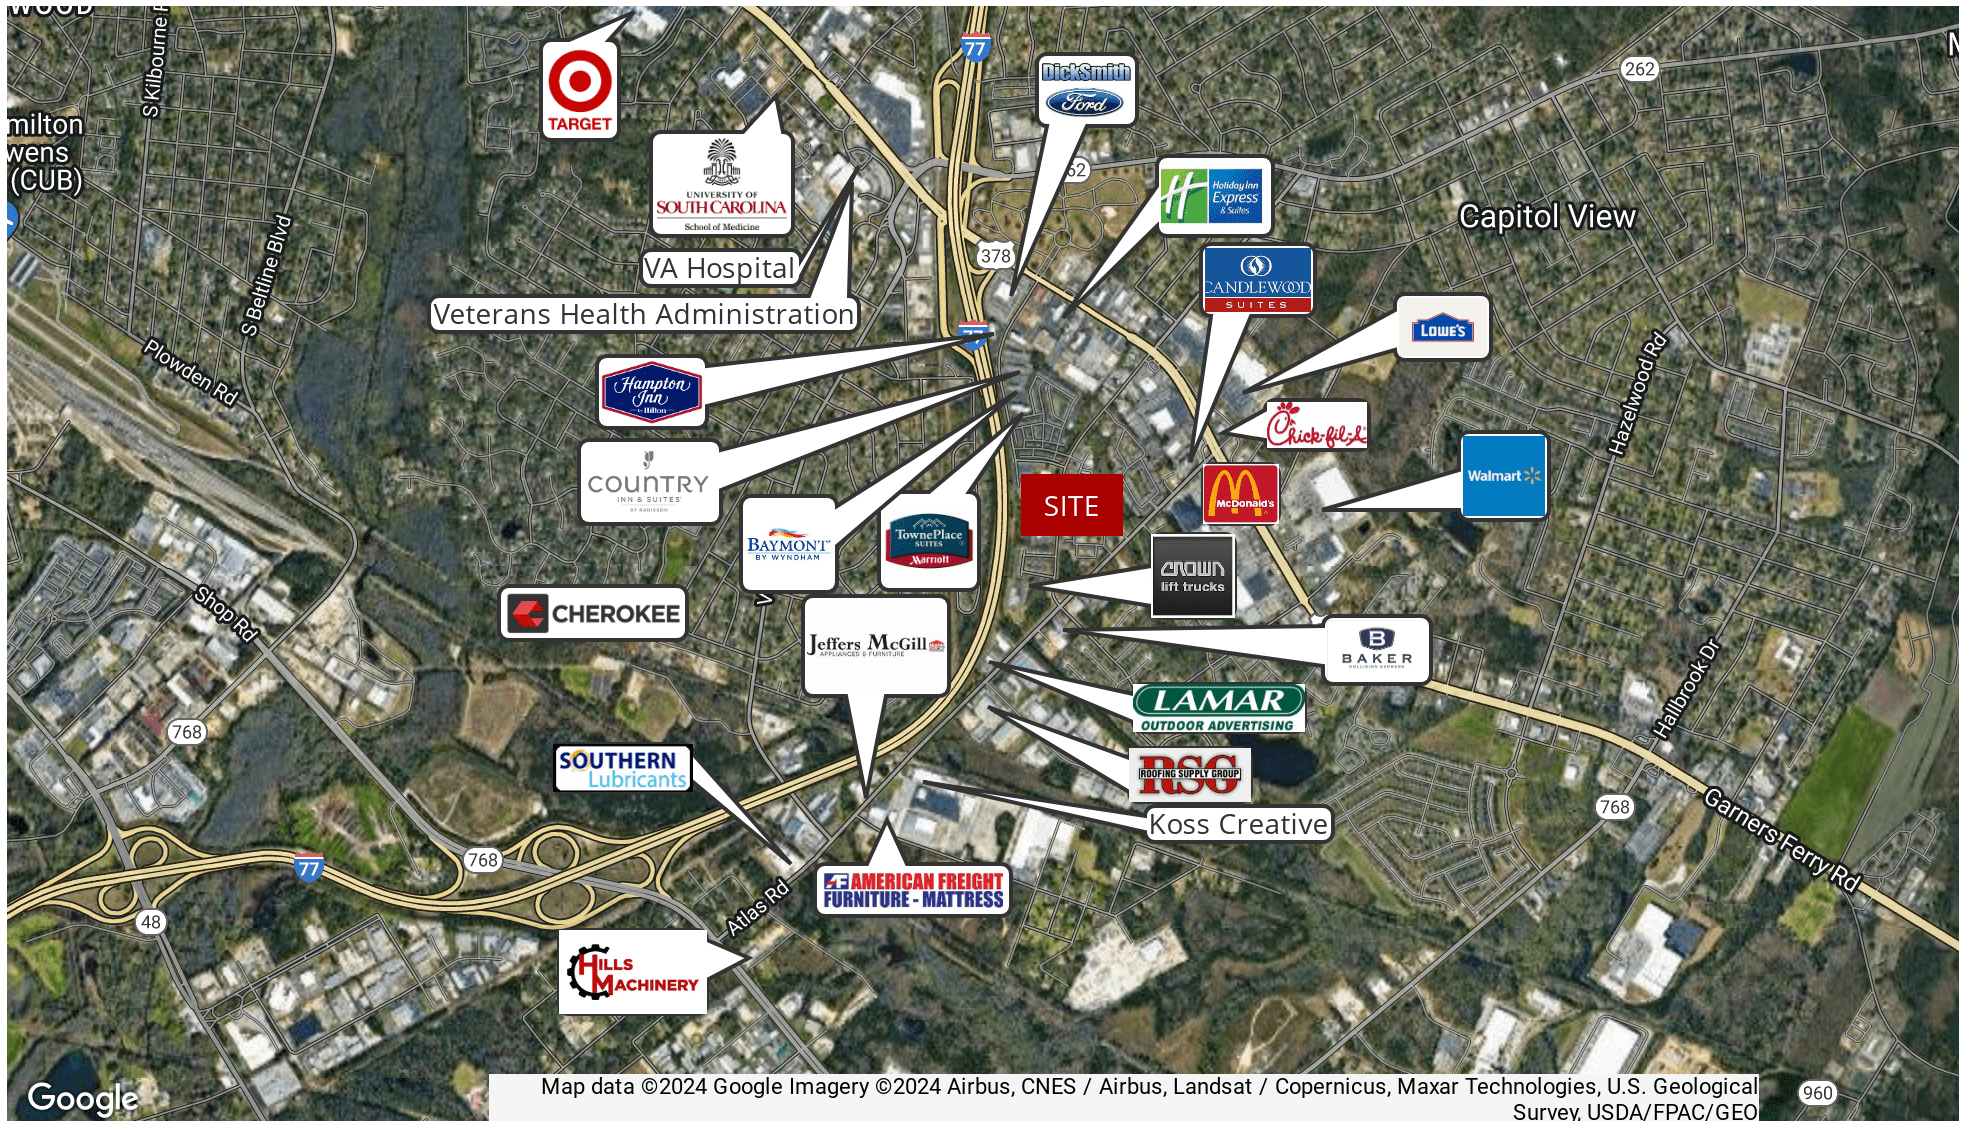 WOOD
S Kilbourne R
77
262
DickSmith
Ford
TARGET
milton
wens
(CUB)
UNIVERSITY OF
SOUTH CAROLINA
School of Medicine
62
Holiday Inn
Express
& Suites
Capitol View
S Beltline Blvd
VA Hospital
378
CANDLEWOOD
SUITES
Veterans Health Administration
77
LOWE'S
Plowden Rd
Hampton
Inn
by Hilton
Hazelwood Rd
Chick-fil-A
COUNTRY
INN & SUITES
BY RADISSON
Walmart
SITE
McDonald's
BAYMONT
BY WYNDHAM
TownePlace
SUITES
Marriott
crown
lift trucks
Shop Rd
CHEROKEE
Jeffers McGill
APPLIANCES & FURNITURE
B
BAKER
COLLISION EXPRESS
LAMAR
OUTDOOR ADVERTISING
Hallbrook Dr
768
SOUTHERN
Lubricants
RSG
ROOFING SUPPLY GROUP
Koss Creative
768
Garners Ferry Rd
77
768
AMERICAN FREIGHT
FURNITURE - MATTRESS
Atlas Rd
48
HILLS
MACHINERY
Google
Map data ©2024 Google Imagery ©2024 Airbus, CNES / Airbus, Landsat / Copernicus, Maxar Technologies, U.S. Geological
Survey, USDA/FPAC/GEO
960